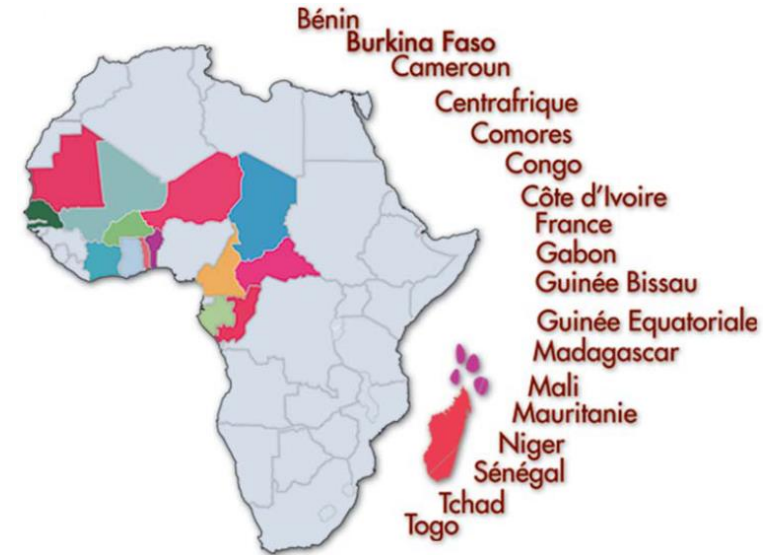 Bénin
Burkina Faso
Cameroun
Centrafrique
Comores
Congo
Côte d'Ivoire
France
Gabon
Guinée Bissau
Guinée Equatoriale
Madagascar
Mali
Mauritanie
Niger
Sénégal
Tchad
Togo